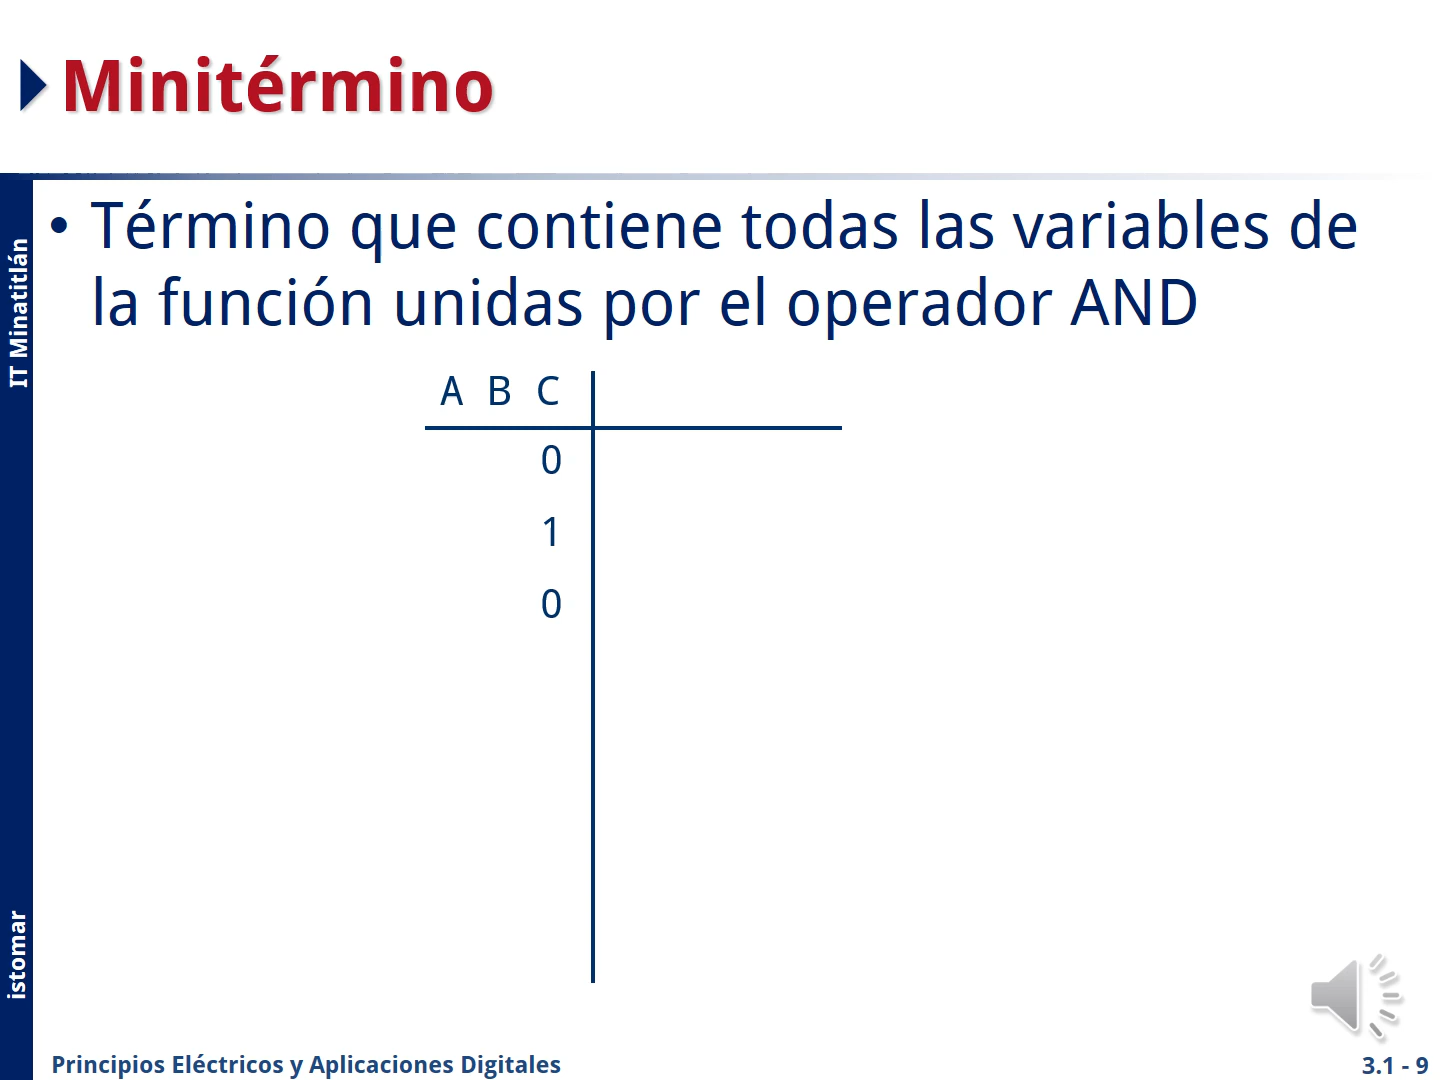 Minitérmino
IT Minatitlán
istomar
• Término que contiene todas las variables de
la función unidas por el operador AND
A B C
0
1
0
Principios Eléctricos y Aplicaciones Digitales
3.1 - 9